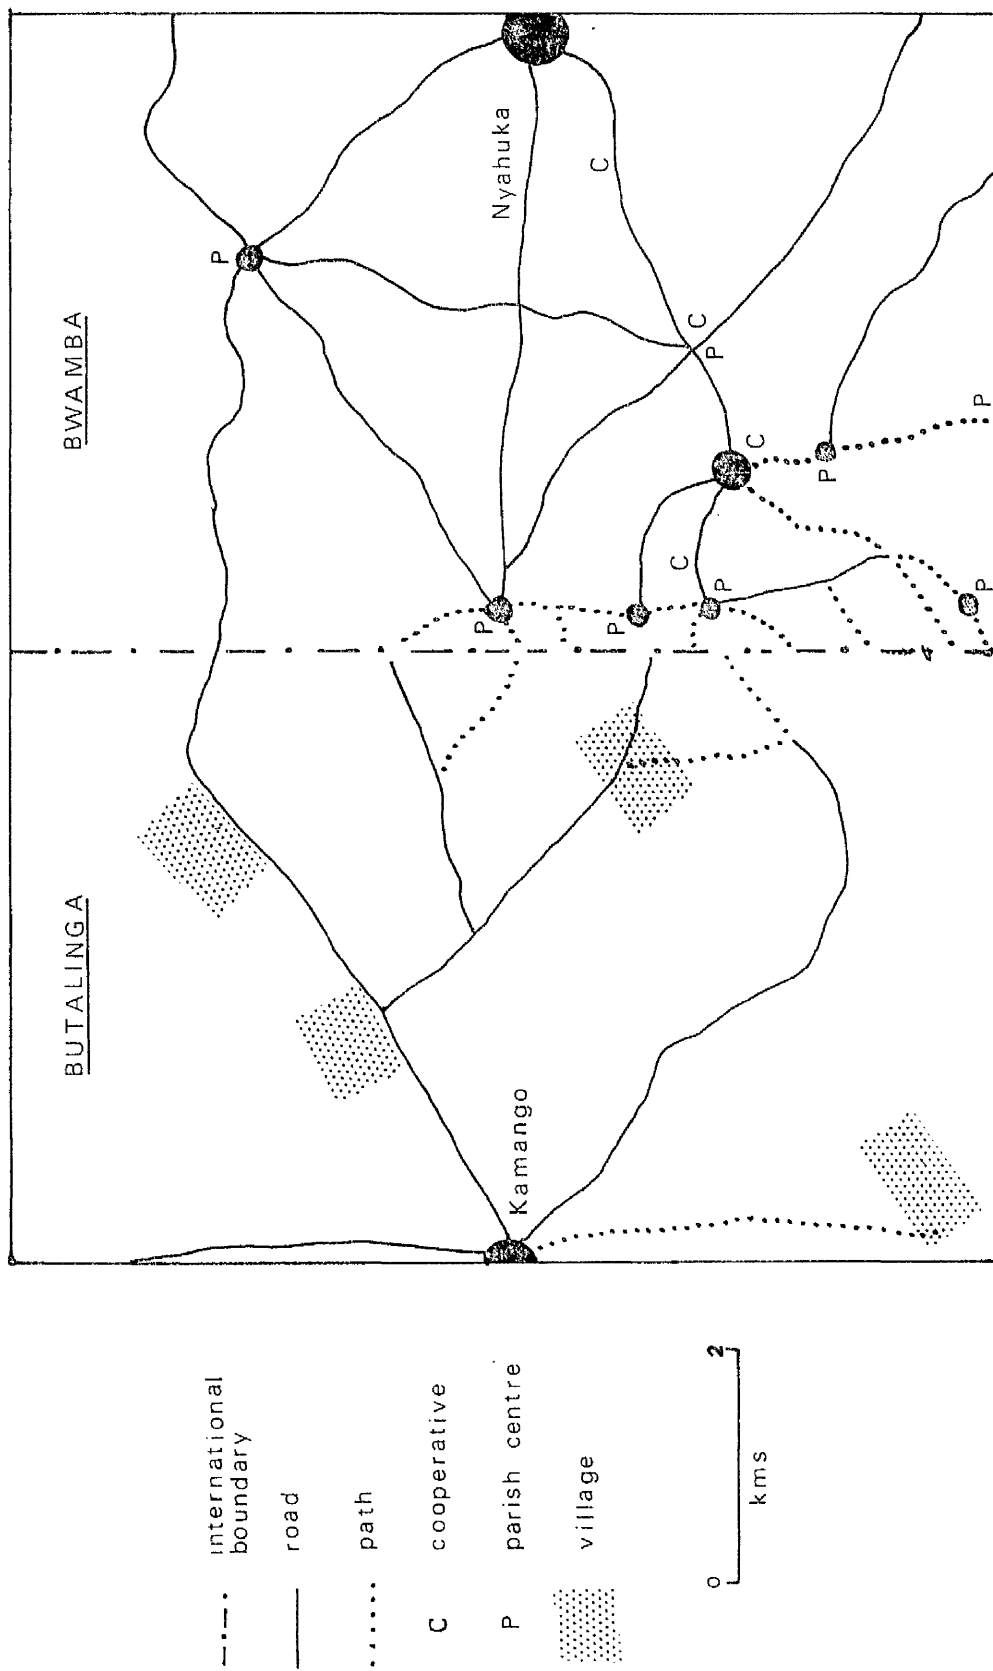 BUTALINGA
BWAMBA
P
Nyahuka
Kamango
C
P
C
P
P
C
C
P
P
P
P
international
boundary
road
path
C cooperative
P parish centre
village
0 2
kms